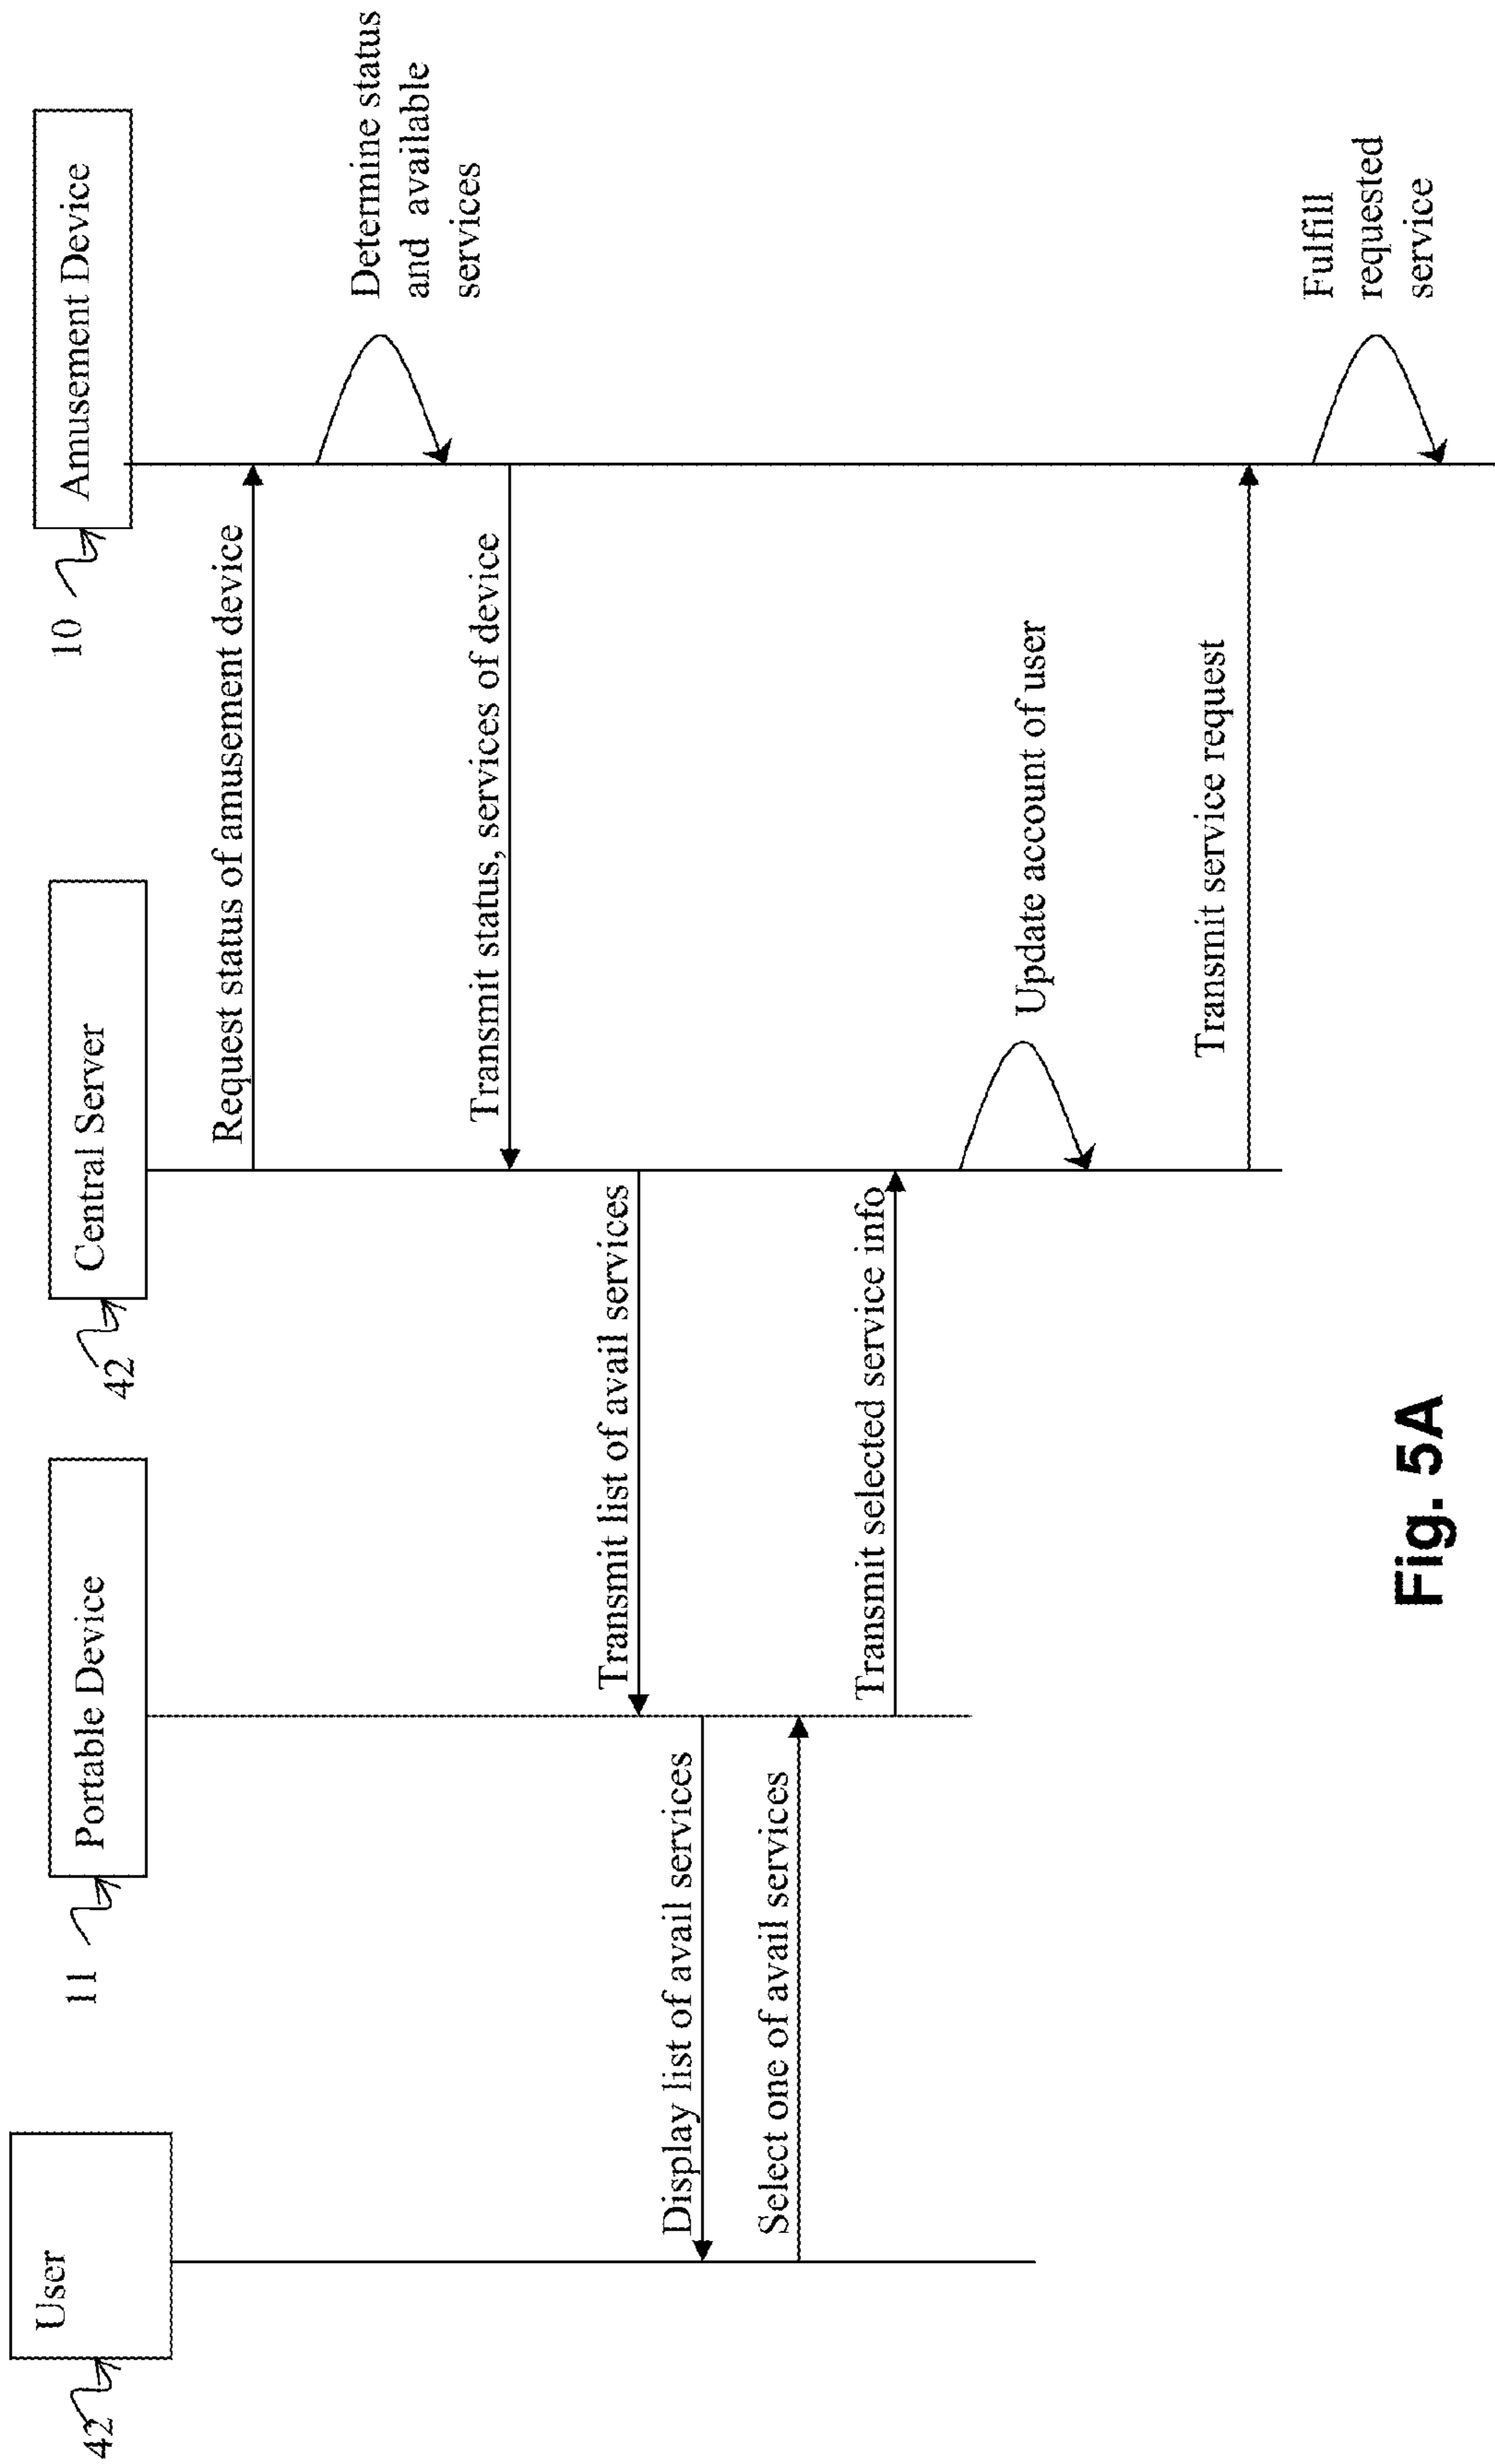 42
User
11
Portable Device
42
Central Server
10
Amusement Device
Request status of amusement device
Determine status
and available
services
Transmit status, services of device
Transmit list of avail services
Display list of avail services
Select one of avail services
Transmit selected service info
Update account of user
Transmit service request
Fulfill
requested
service
Fig. 5A